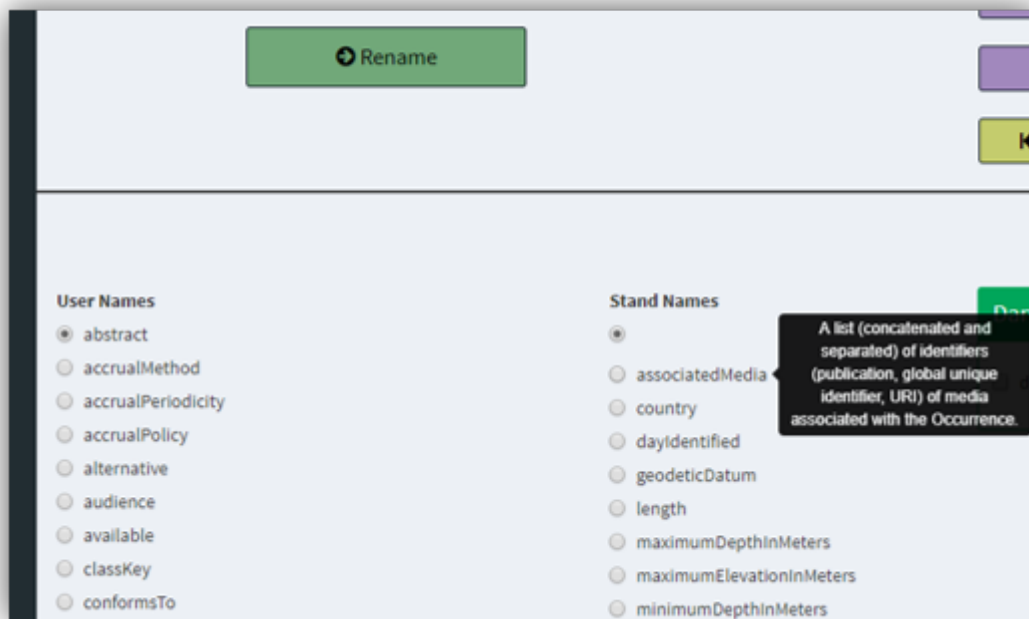 Rename
User Names
abstract
accrualMethod
accrualPeriodicity
accrualPolicy
alternative
audience
available
classKey
conformsTo
Stand Names
associatedMedia
country
dayIdentified
geodeticDatum
length
maximumDepthInMeters
maximumElevationInMeters
minimumDepthInMeters
A list (concatenated and
separated) of identifiers
(publication, global unique
identifier, URI) of media
associated with the Occurrence.